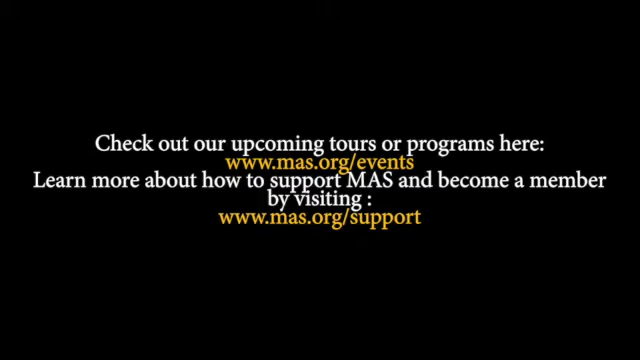 Check out our upcoming tours or programs here:
www.mas.org/events
Learn more about how to support MAS and become a member
by visiting :
www.mas.org/support